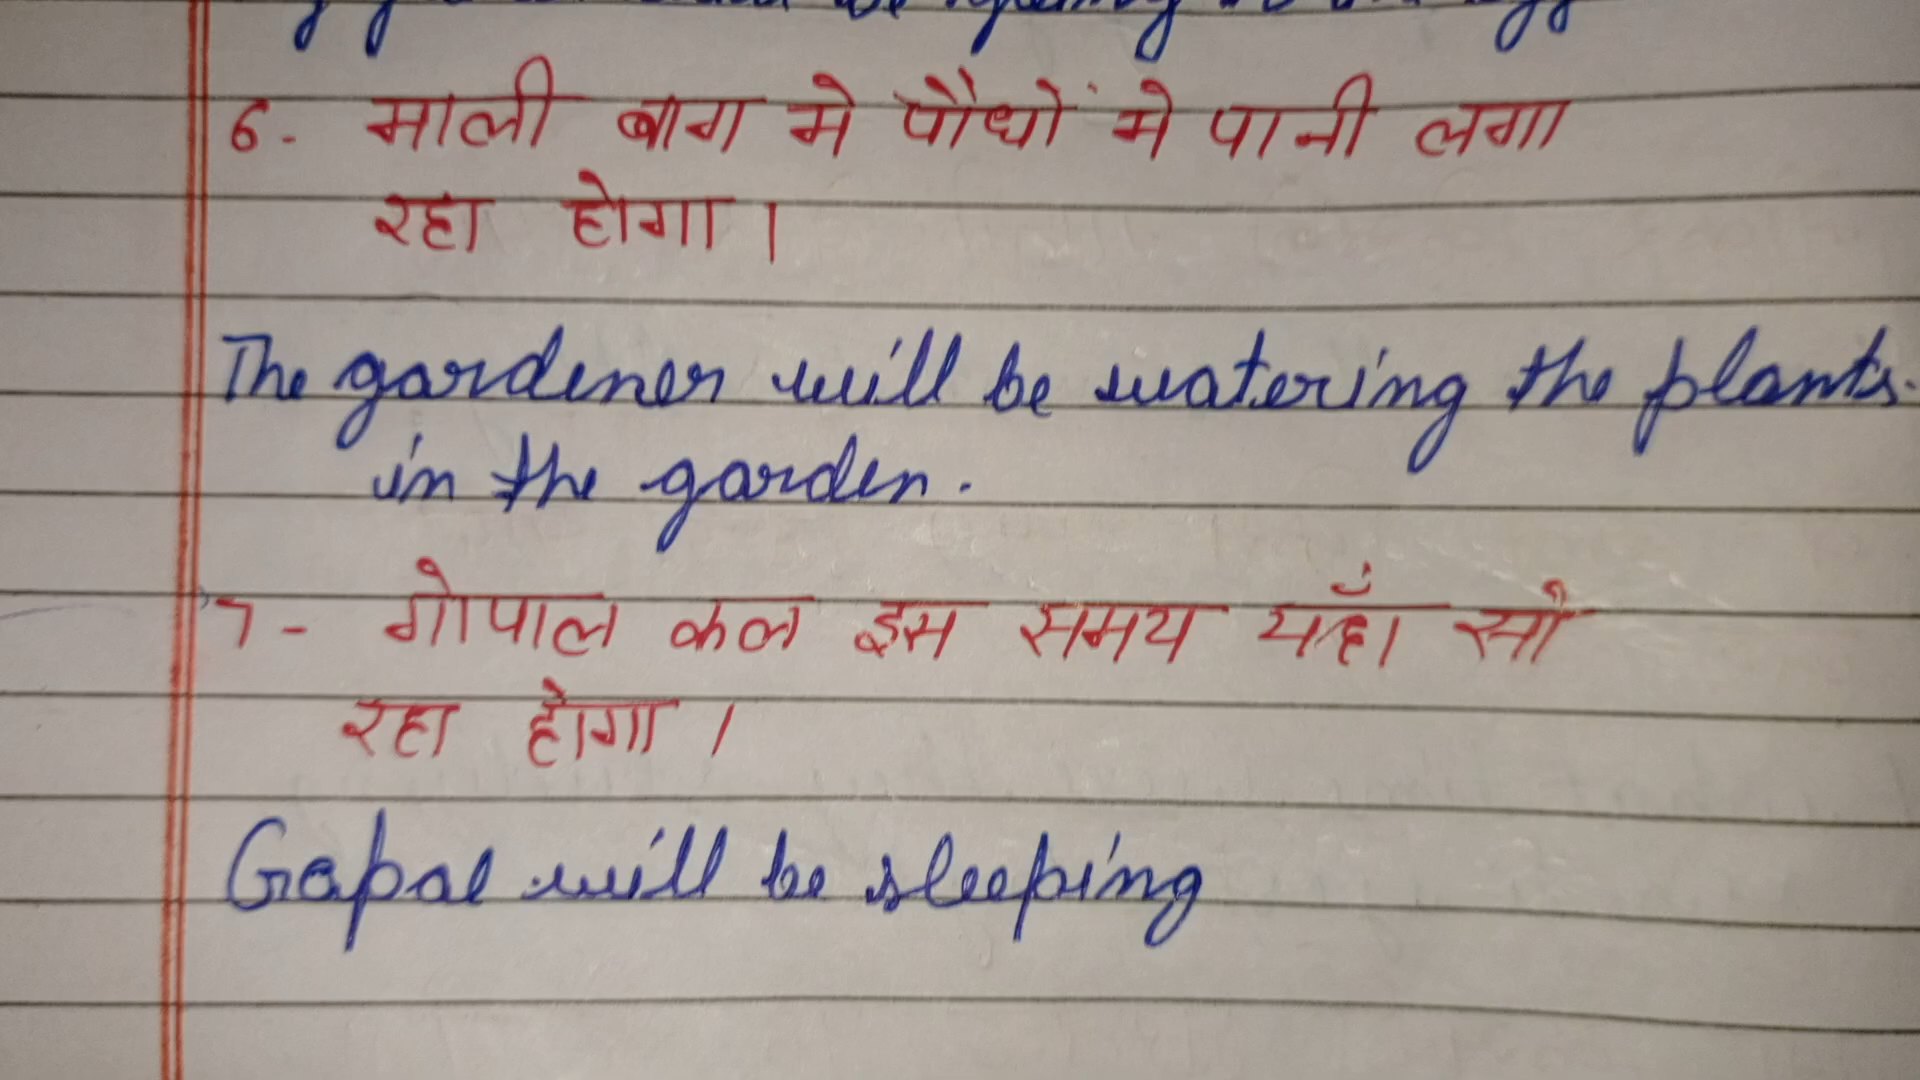 6- माली बाग मे पौधों मे पानी लगा
रहा होगा।
The gardener will be watering the plants.
in the garden.
7- गोपाल कल इस समय यहाँ सो
रहा होगा।
Gopal will be sleeping